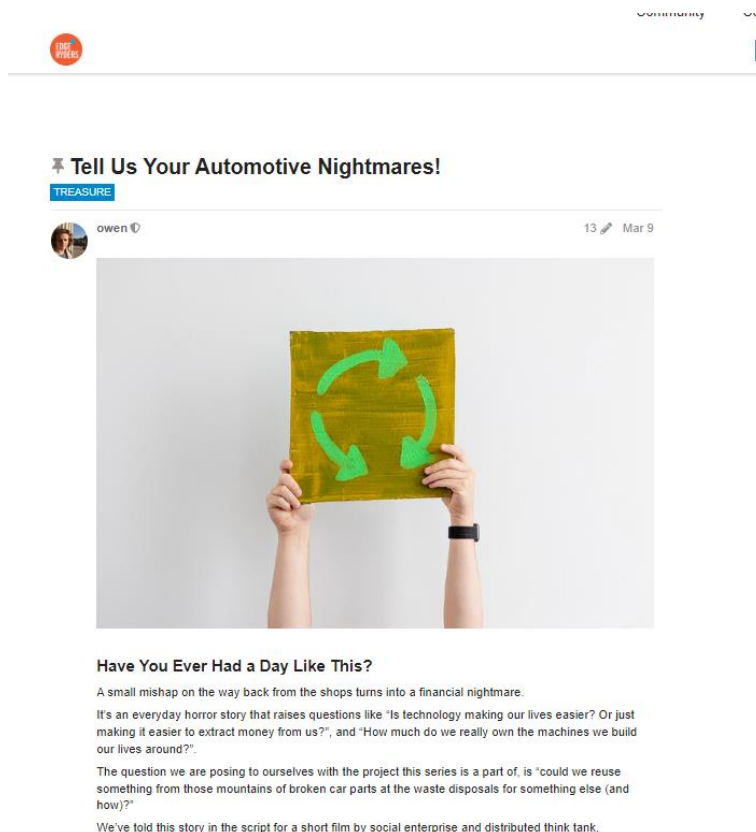 Community
EDGE
RYDERS
Tell Us Your Automotive Nightmares!
TREASURE
owen
13 Mar 9
Have You Ever Had a Day Like This?
A small mishap on the way back from the shops turns into a financial nightmare.
It's an everyday horror story that raises questions like “Is technology making our lives easier? Or just
making it easier to extract money from us?”, and “How much do we really own the machines we build
our lives around?”.
The question we are posing to ourselves with the project this series is a part of, is “could we reuse
something from those mountains of broken car parts at the waste disposals for something else (and
how)?”
We've told this story in the script for a short film by social enterprise and distributed think tank,